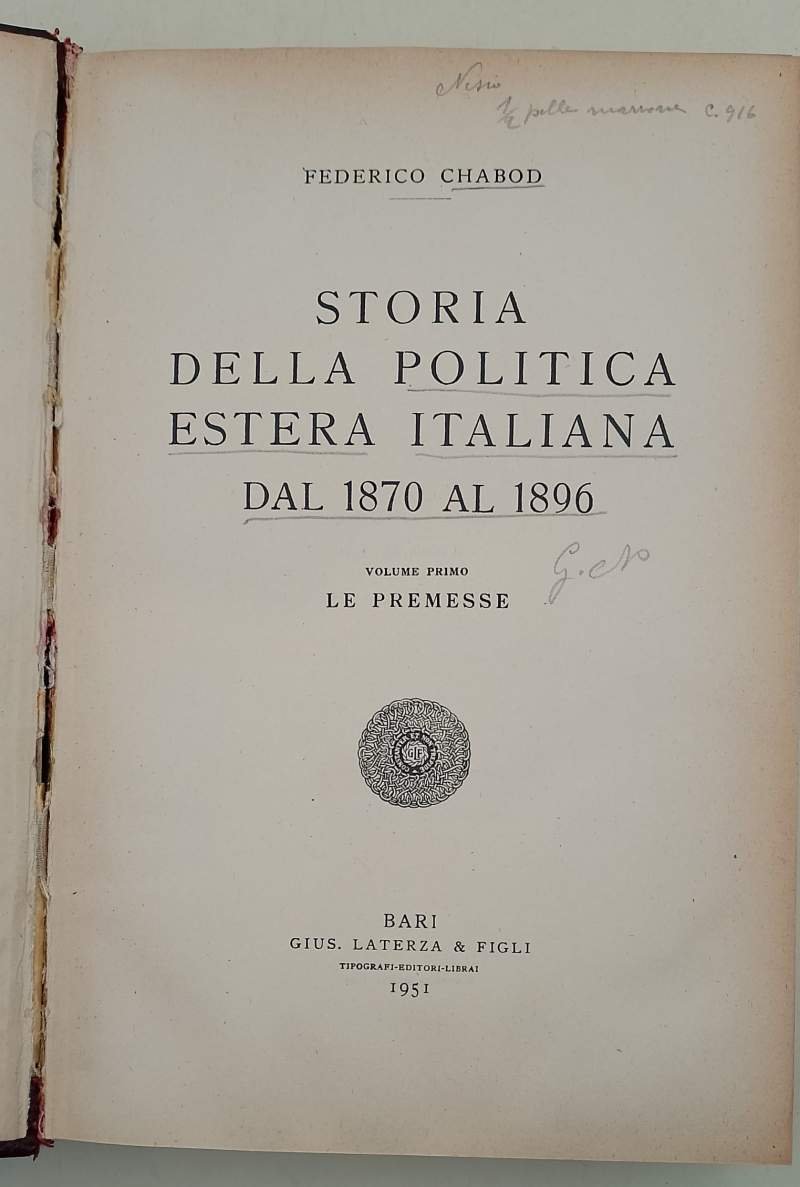 Nisio
1/2 pelle marrone c. 916
FEDERICO CHABOD
STORIA
DELLA POLITICA
ESTERA ITALIANA
DAL 1870 AL 1896
VOLUME PRIMO
LE PREMESSE
G. N
BARI
GIUS. LATERZA & FIGLI
TIPOGRAFI-EDITORI-LIBRAI
1951